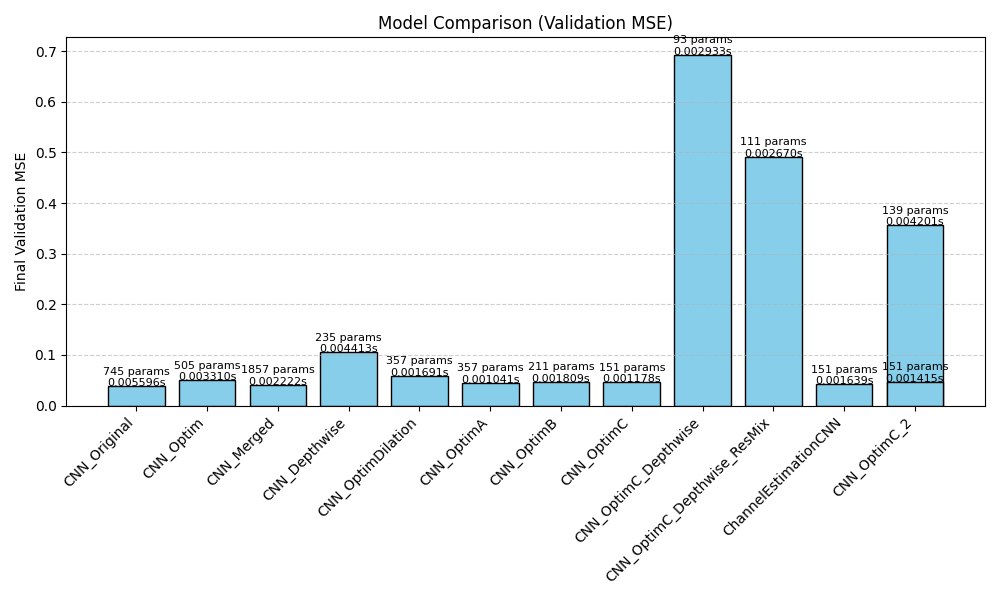 Model Comparison (Validation MSE)
Final Validation MSE
0.7
0.6
0.5
0.4
0.3
0.2
0.1
0.0
745 params
0.005596s
505 params
0.003310s
1857 params
0.002222s
235 params
0.004413s
357 params
0.001691s
357 params
0.001041s
211 params
0.001809s
151 params
0.001178s
93 params
0.002933s
111 params
0.002670s
151 params
0.001639s
139 params
0.004201s
151 params
0.001415s
CNN_Original
CNN_Optim
CNN_Merged
CNN_Depthwise
CNN_OptimDilation
CNN_OptimA
CNN_OptimB
CNN_OptimC
CNN_OptimC_Depthwise
CNN_OptimC_Depthwise_ResMix
ChannelEstimationCNN
CNN_OptimC_2